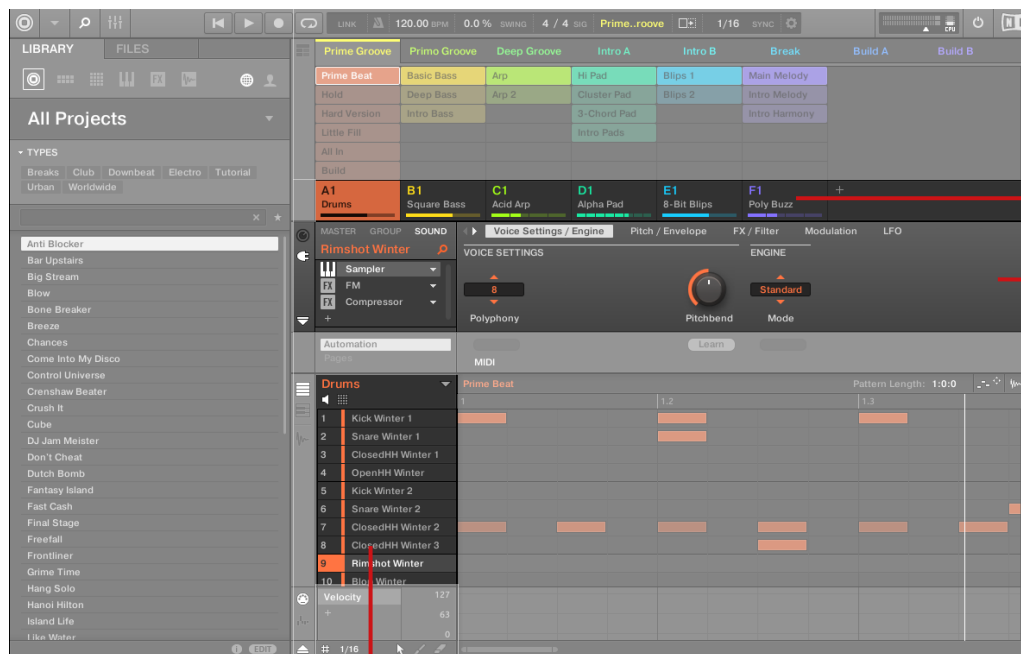 LINK 120.00 BPM 0.0 % SWING 4 / 4 SIG Prime..roove 1/16 SYNC CPU
LIBRARY FILES
FX
All Projects
TYPES
Breaks Club Downbeat Electro Tutorial
Urban Worldwide
Anti Blocker
Bar Upstairs
Big Stream
Blow
Bone Breaker
Breeze
Chances
Come Into My Disco
Control Universe
Crenshaw Beater
Crush It
Cube
DJ Jam Meister
Don't Cheat
Dutch Bomb
Fantasy Island
Fast Cash
Final Stage
Freefall
Frontliner
Grime Time
Hang Solo
Hanoi Hilton
Island Life
Like Water
i EDIT
Prime Groove Primo Groove Deep Groove Intro A Intro B Break Build A Build B
Prime Beat Basic Bass Arp Hi Pad Blips 1 Main Melody
Hold Deep Bass Arp 2 Cluster Pad Blips 2 Intro Melody
Hard Version Intro Bass 3-Chord Pad Intro Harmony
Little Fill Intro Pads
All In
Build
A1 B1 C1 D1 E1 F1 +
Drums Square Bass Acid Arp Alpha Pad 8-Bit Blips Poly Buzz
MASTER GROUP SOUND Voice Settings / Engine Pitch / Envelope FX / Filter Modulation LFO
Rimshot Winter VOICE SETTINGS ENGINE
Sampler
FX FM 8 Standard
FX Compressor
+ Polyphony Pitchbend Mode
Automation Learn
Pages MIDI
Drums Prime Beat Pattern Length: 1:0:0
1 1.2 1.3
1 Kick Winter 1
2 Snare Winter 1
3 ClosedHH Winter 1
4 OpenHH Winter
5 Kick Winter 2
6 Snare Winter 2
7 ClosedHH Winter 2
8 ClosedHH Winter 3
9 Rimshot Winter
10 Blop Winter
Velocity 127
+ 63
0
# 1/16